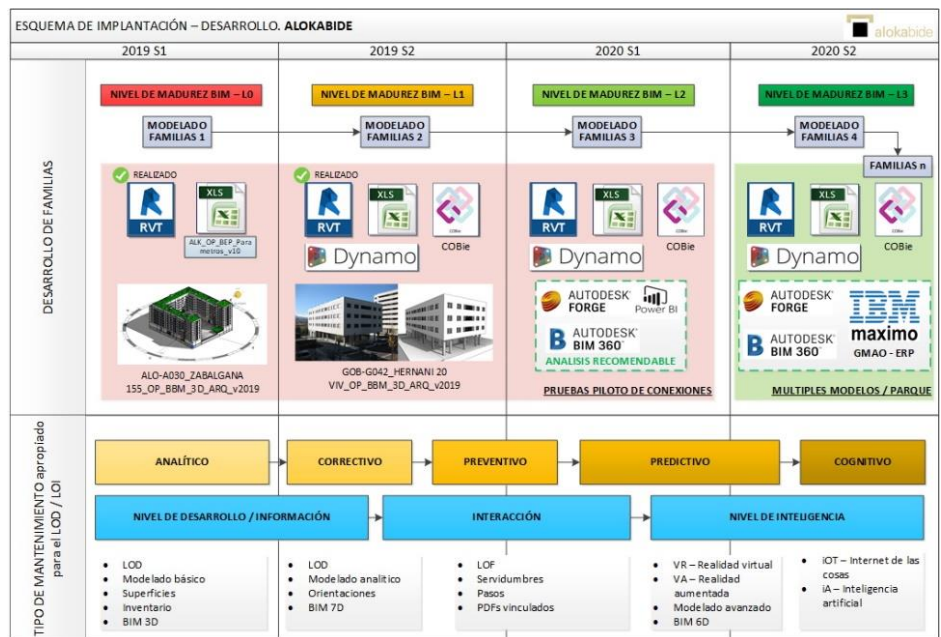 ESQUEMA DE IMPLANTACIÓN – DESARROLLO. ALOKABIDE
alokabide
2019 S1
2019 S2
2020 S1
2020 S2
DESARROLLO DE FAMILIAS
NIVEL DE MADUREZ BIM – L0
NIVEL DE MADUREZ BIM – L1
NIVEL DE MADUREZ BIM – L2
NIVEL DE MADUREZ BIM – L3
MODELADO
FAMILIAS 1
MODELADO
FAMILIAS 2
MODELADO
FAMILIAS 3
MODELADO
FAMILIAS 4
FAMILIAS n
REALIZADO
R
RVT
XLS
ALK_OP_BEP_Para
metros_v10
ALO-A030_ZABALGANA
155_OP_BBM_3D_ARQ_v2019
REALIZADO
R
RVT
XLS
COBie
COBie
Dynamo
GOB-G042_HERNANI 20
VIV_OP_BBM_3D_ARQ_v2019
R
RVT
XLS
COBie
COBie
Dynamo
AUTODESK
FORGE
Power BI
B
AUTODESK
BIM 360
ANALISIS RECOMENDABLE
PRUEBAS PILOTO DE CONEXIONES
R
RVT
XLS
COBie
COBie
Dynamo
AUTODESK
FORGE
B
AUTODESK
BIM 360
IBM
maximo
GMAO - ERP
MULTIPLES MODELOS / PARQUE
TIPO DE MANTENIMIENTO apropiado
para el LOD / LOI
ANALÍTICO
CORRECTIVO
PREVENTIVO
PREDICTIVO
COGNITIVO
NIVEL DE DESARROLLO / INFORMACIÓN
INTERACCIÓN
NIVEL DE INTELIGENCIA
• LOD
• Modelado básico
• Superficies
• Inventario
• BIM 3D
• LOD
• Modelado analítico
• Orientaciones
• BIM 7D
• LOF
• Servidumbres
• Pasos
• PDFs vinculados
• VR – Realidad virtual
• VA – Realidad
aumentada
• Modelado avanzado
• BIM 6D
• iOT – Internet de las
cosas
• iA – Inteligencia
artificial